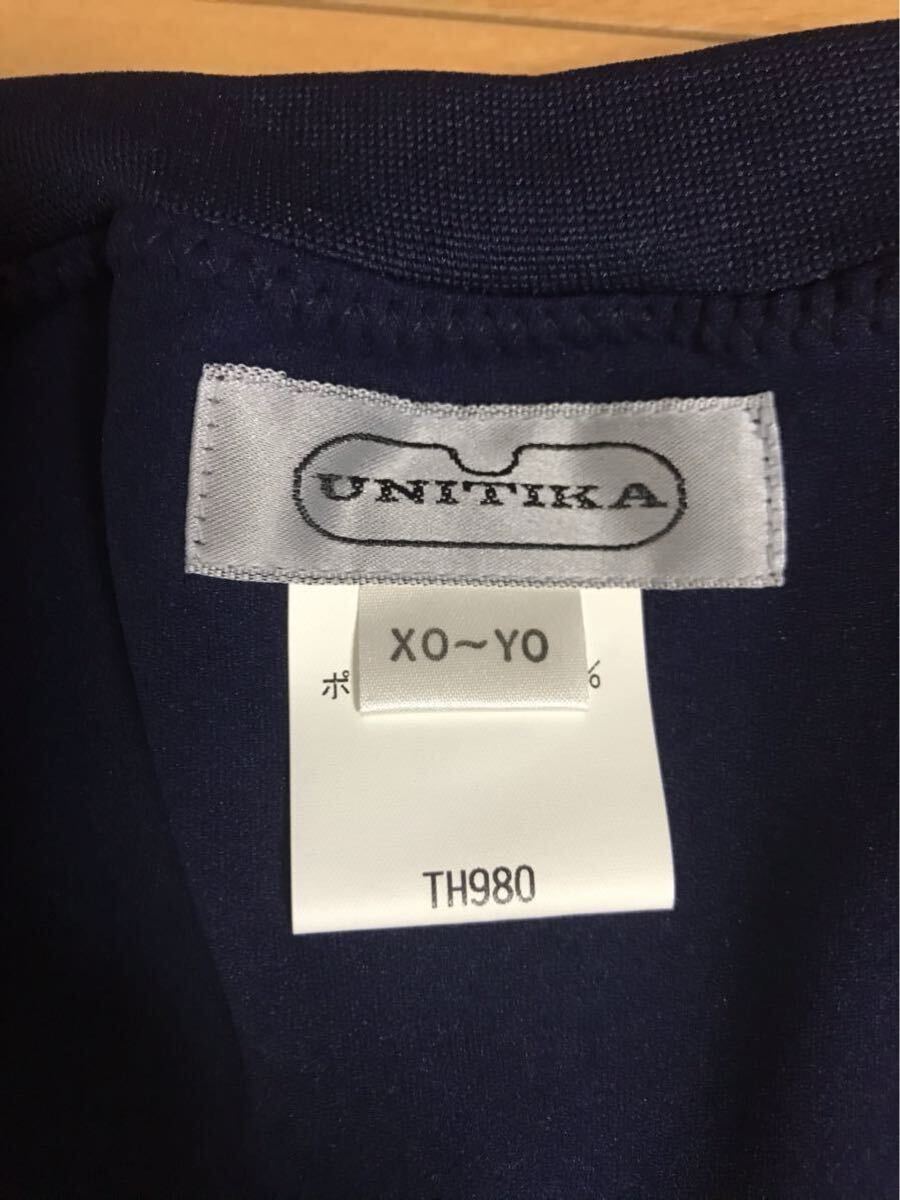 UNITIKA
XO〜YO
ポ %
TH980